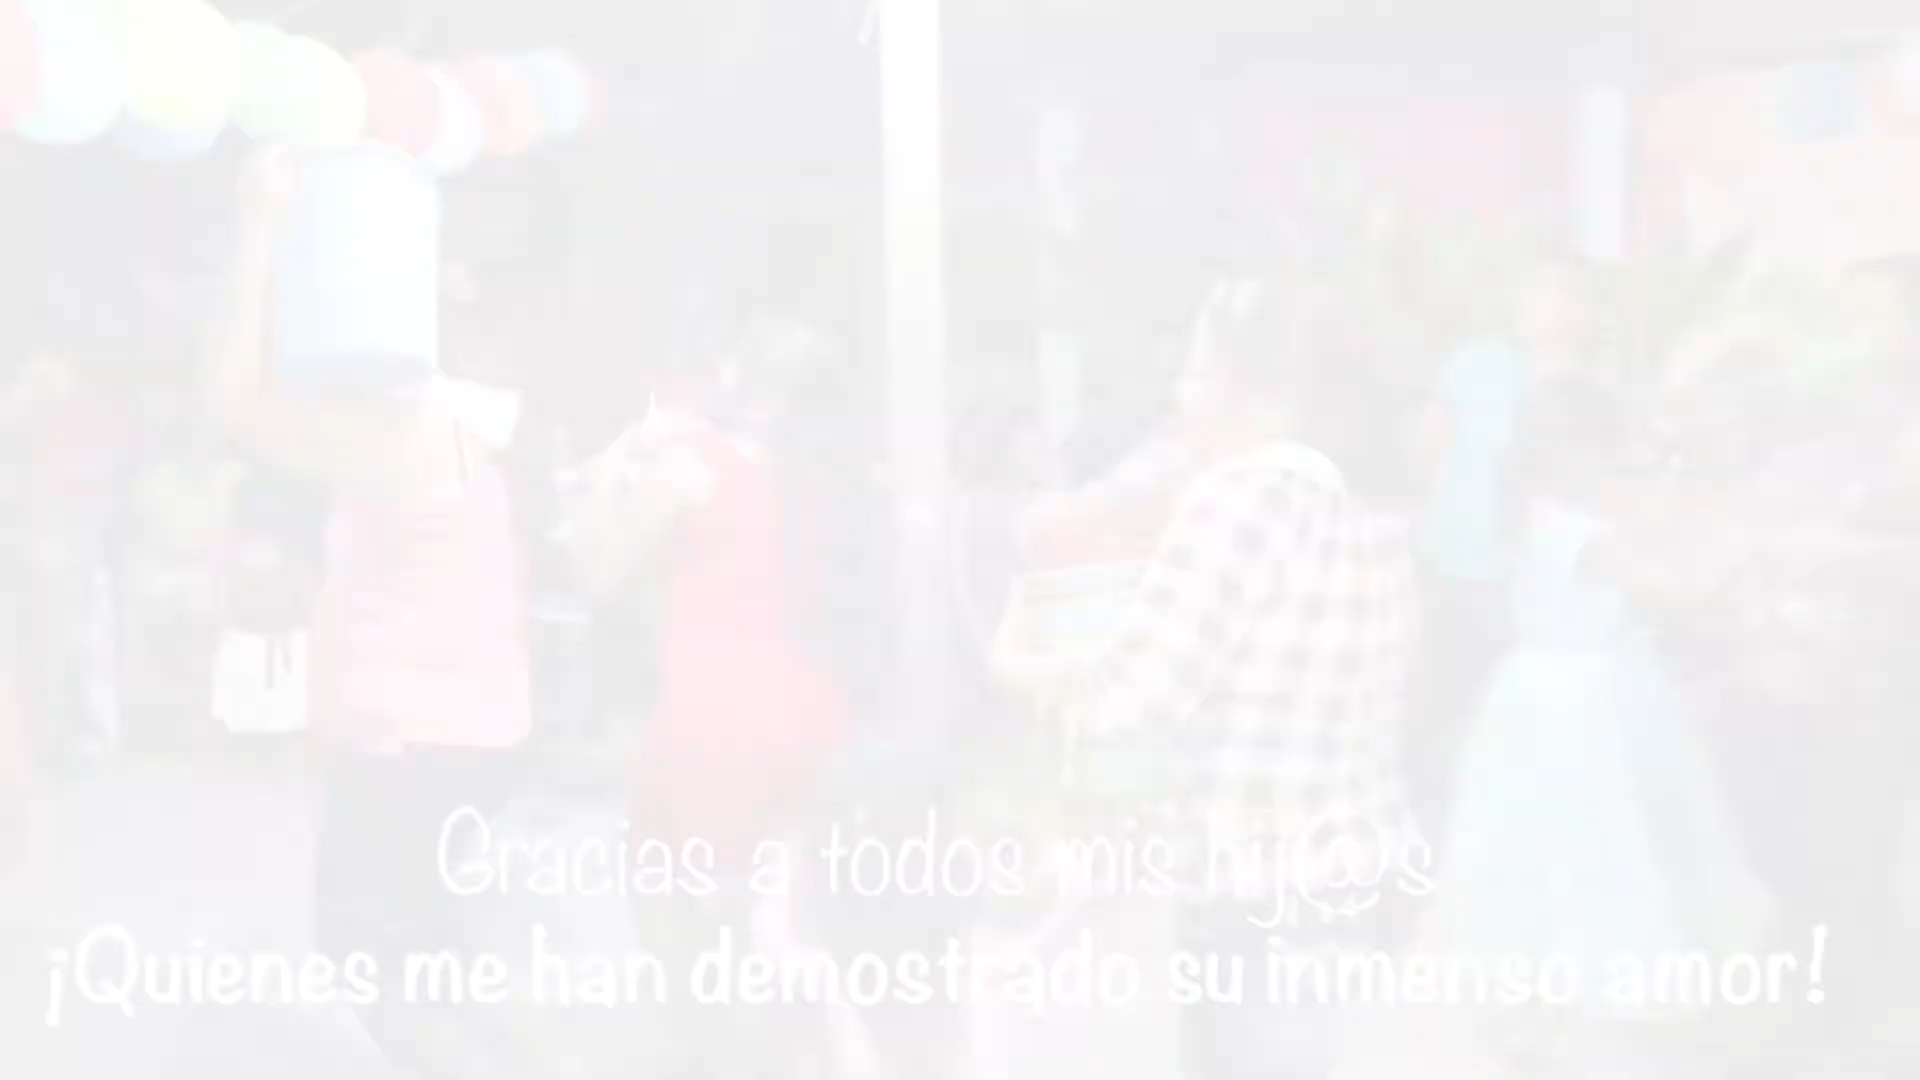 Gracias a todos mis hij@s
¡Quienes me han demostrado su inmenso amor!